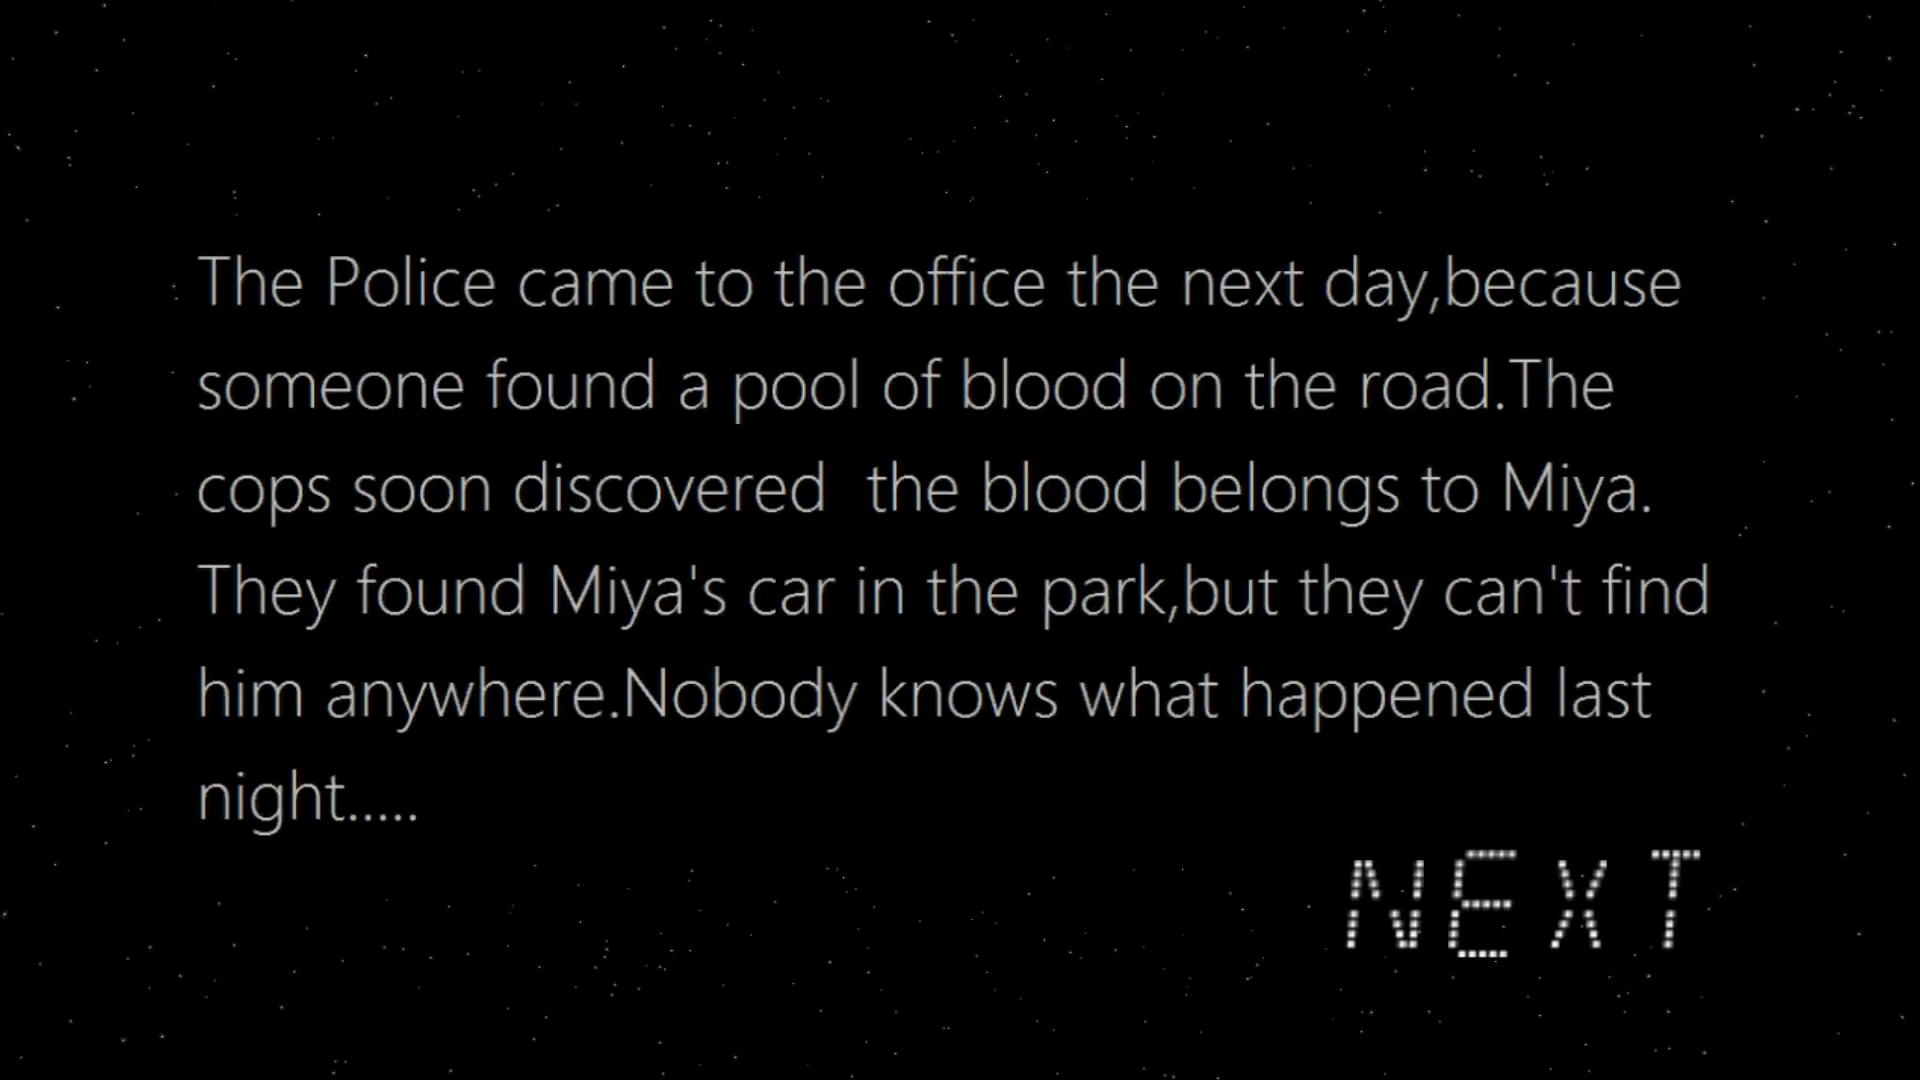 The Police came to the office the next day,because
someone found a pool of blood on the road.The
cops soon discovered  the blood belongs to Miya.
They found Miya's car in the park,but they can't find
him anywhere.Nobody knows what happened last
night.....
NEXT